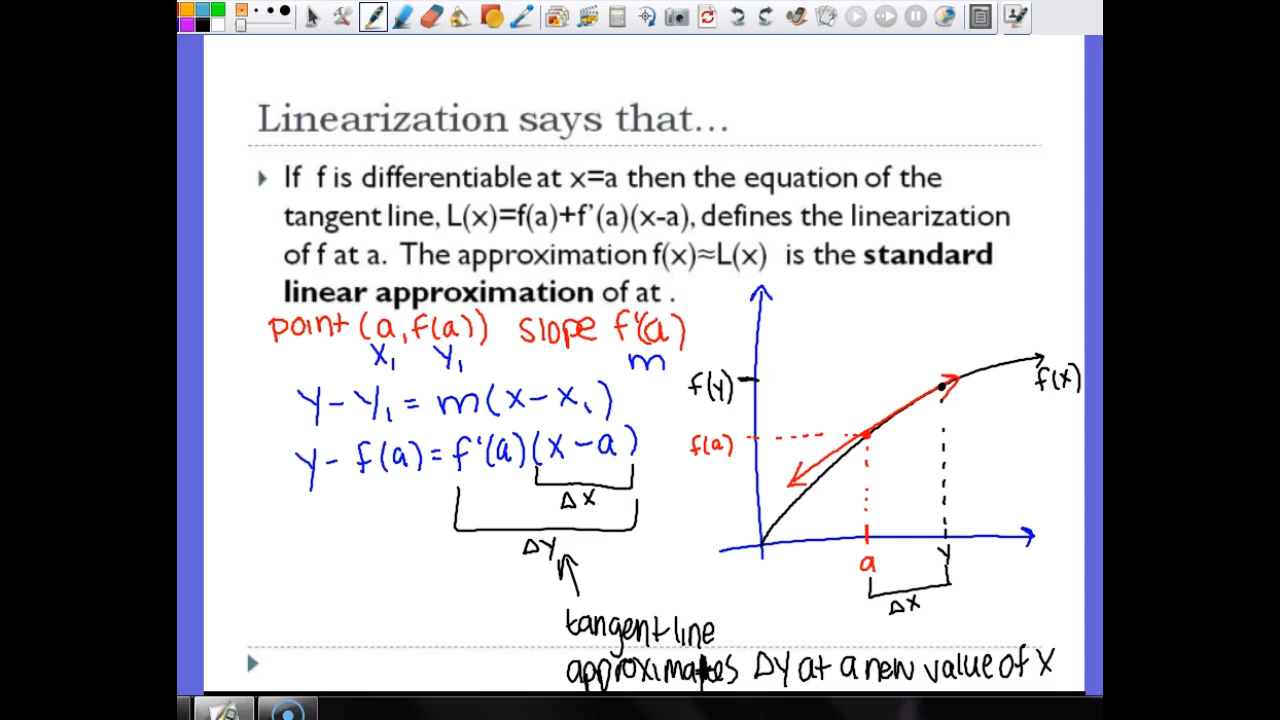 Linearization says that...
If f is differentiable at x=a then the equation of the
tangent line, L(x)=f(a)+f'(a)(x-a), defines the linearization
of f at a. The approximation f(x)≈L(x) is the standard
linear approximation of at .
point (a, f(a)) slope f'(a)
x₁ y₁ m
y - y₁ = m(x - x₁)
y - f(a) = f'(a)(x - a)
Δx
Δy
tangent line
approximates Δy at a new value of x
f(y)
f(x)
f(a)
a y
Δx